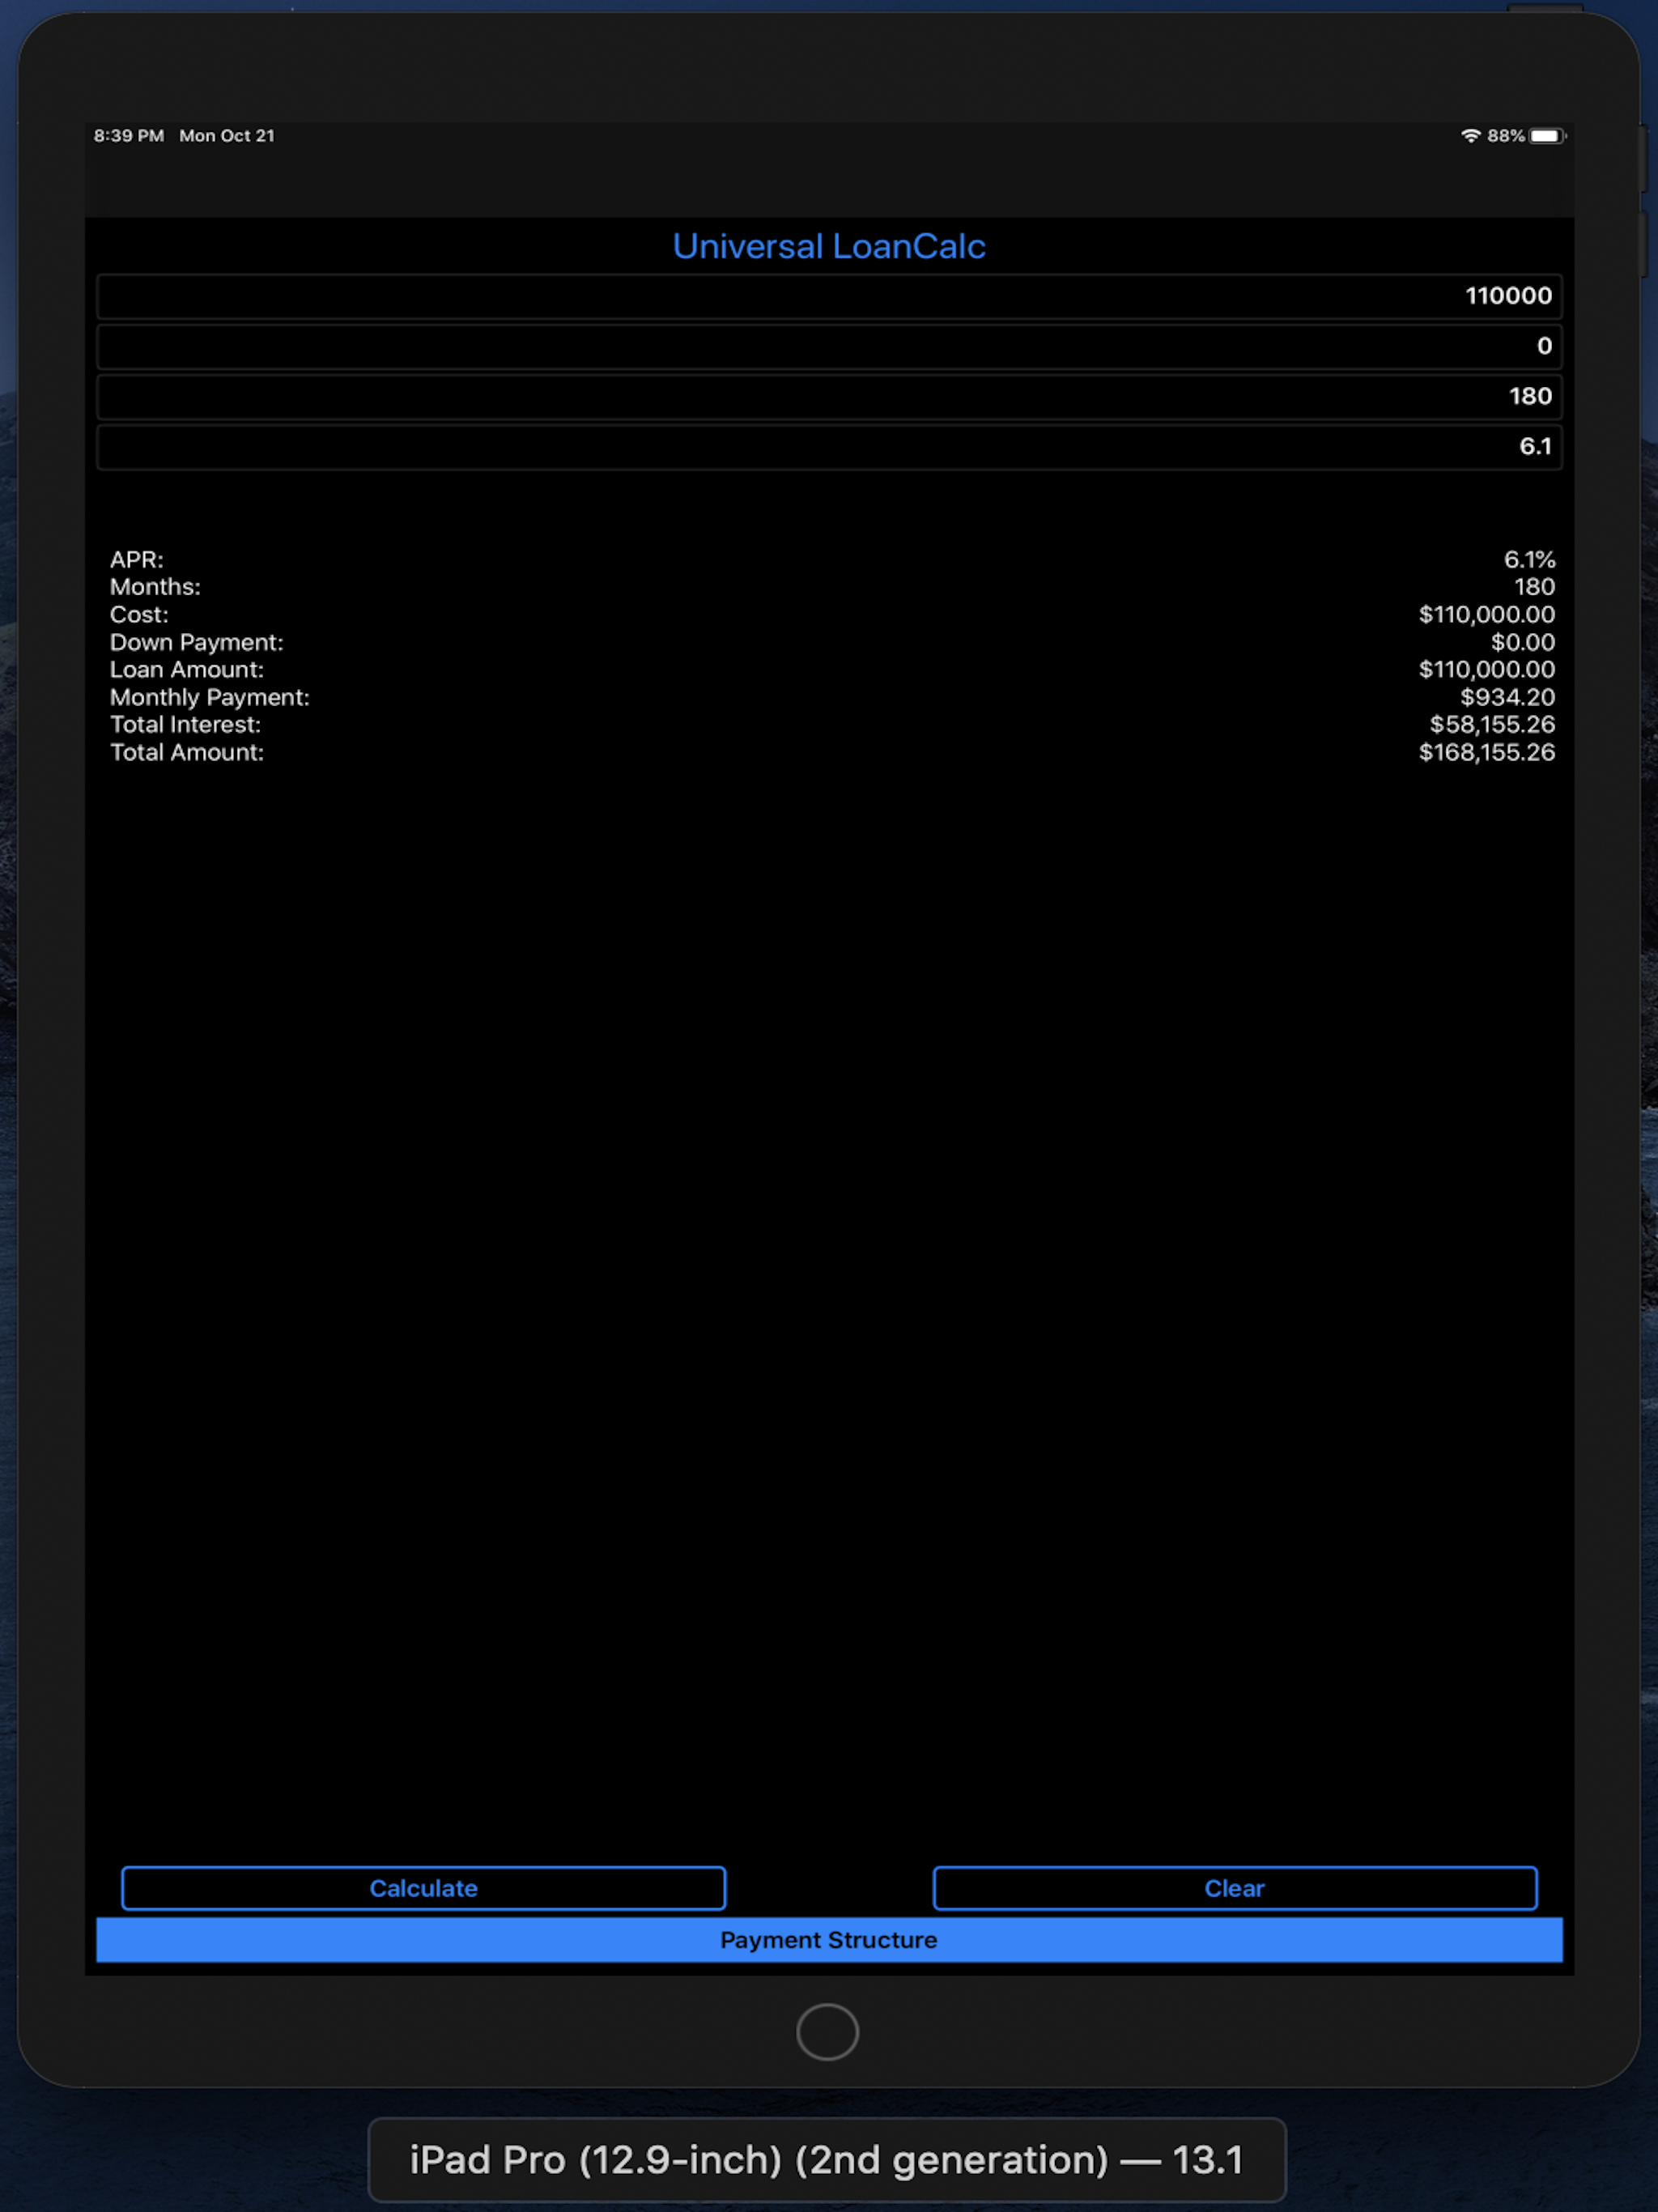 8:39 PM Mon Oct 21 88%
Universal LoanCalc
110000
0
180
6.1
APR: 6.1%
Months: 180
Cost: $110,000.00
Down Payment: $0.00
Loan Amount: $110,000.00
Monthly Payment: $934.20
Total Interest: $58,155.26
Total Amount: $168,155.26
Calculate Clear
Payment Structure
iPad Pro (12.9-inch) (2nd generation) — 13.1